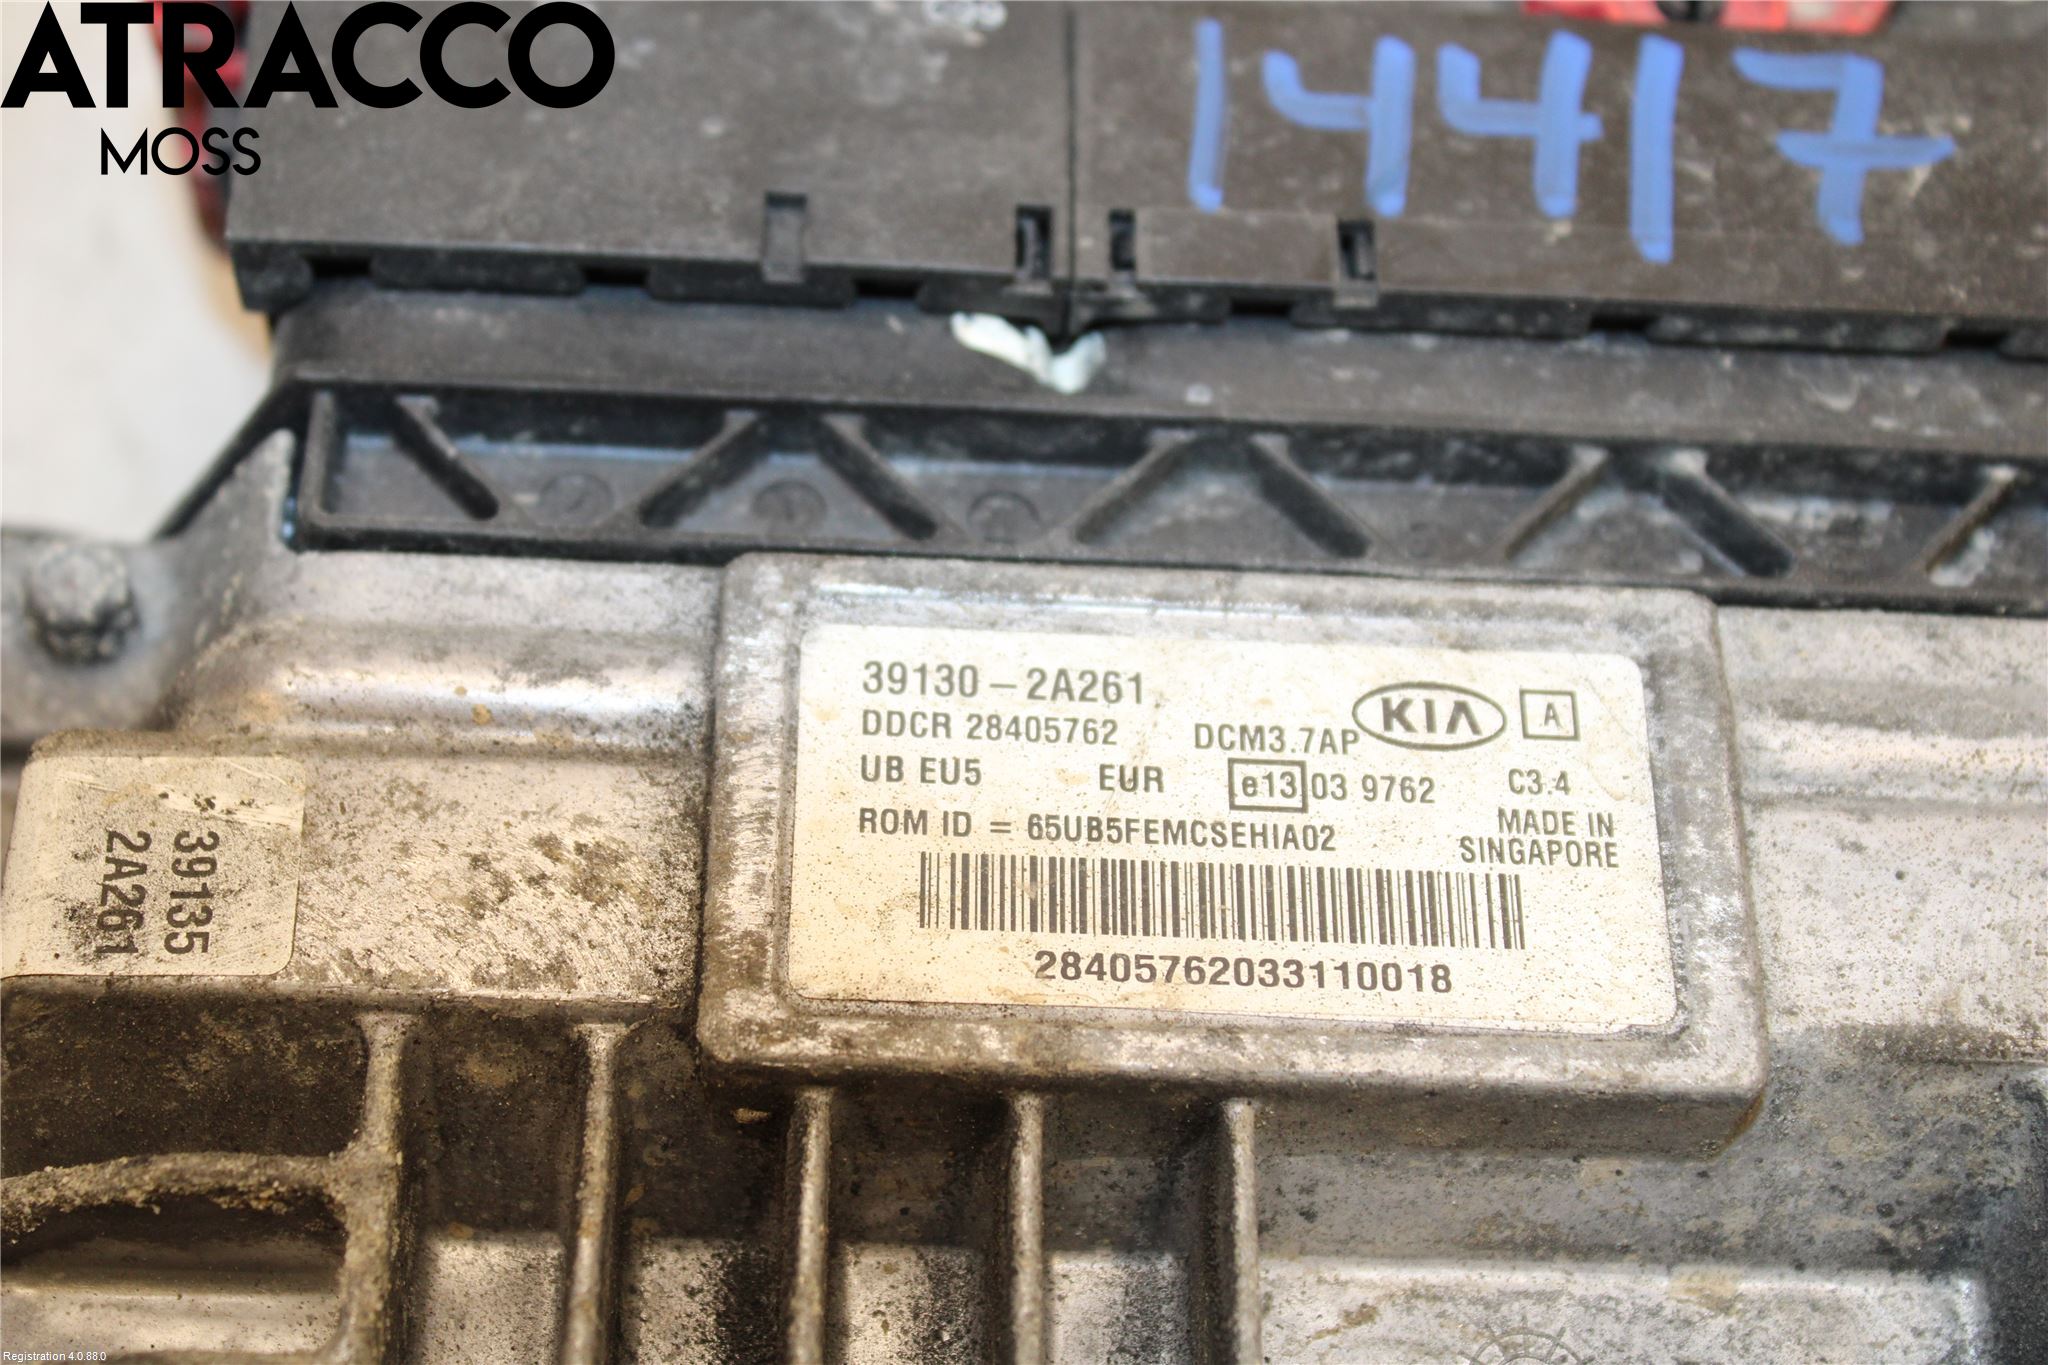 ATRACCO
MOSS
14417
39130-2A261
DDCR 28405762 DCM3.7AP KIA A
UB EU5 EUR e13 03 9762 C3.4
ROM ID = 65UB5FEMCSEHIA02 MADE IN
SINGAPORE
28405762033110018
39135
2A261
Registration 4.0.88.0